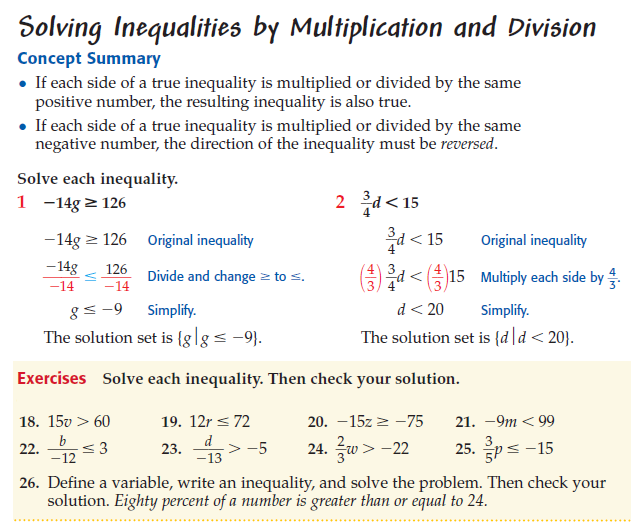 Solving Inequalities by Multiplication and Division
Concept Summary
• If each side of a true inequality is multiplied or divided by the same
positive number, the resulting inequality is also true.
• If each side of a true inequality is multiplied or divided by the same
negative number, the direction of the inequality must be reversed.
Solve each inequality.
1 −14g ≥ 126
−14g ≥ 126 Original inequality
−14g/−14 ≤ 126/−14 Divide and change ≥ to ≤.
g ≤ −9 Simplify.
The solution set is {g|g ≤ −9}.
2 3/4d < 15
3/4d < 15 Original inequality
(4/3)3/4d < (4/3)15 Multiply each side by 4/3.
d < 20 Simplify.
The solution set is {d|d < 20}.
Exercises Solve each inequality. Then check your solution.
18. 15v > 60 19. 12r ≤ 72 20. −15z ≥ −75 21. −9m < 99
22. b/−12 ≤ 3 23. d/−13 > −5 24. 2/3w > −22 25. 3/5p ≤ −15
26. Define a variable, write an inequality, and solve the problem. Then check your
solution. Eighty percent of a number is greater than or equal to 24.